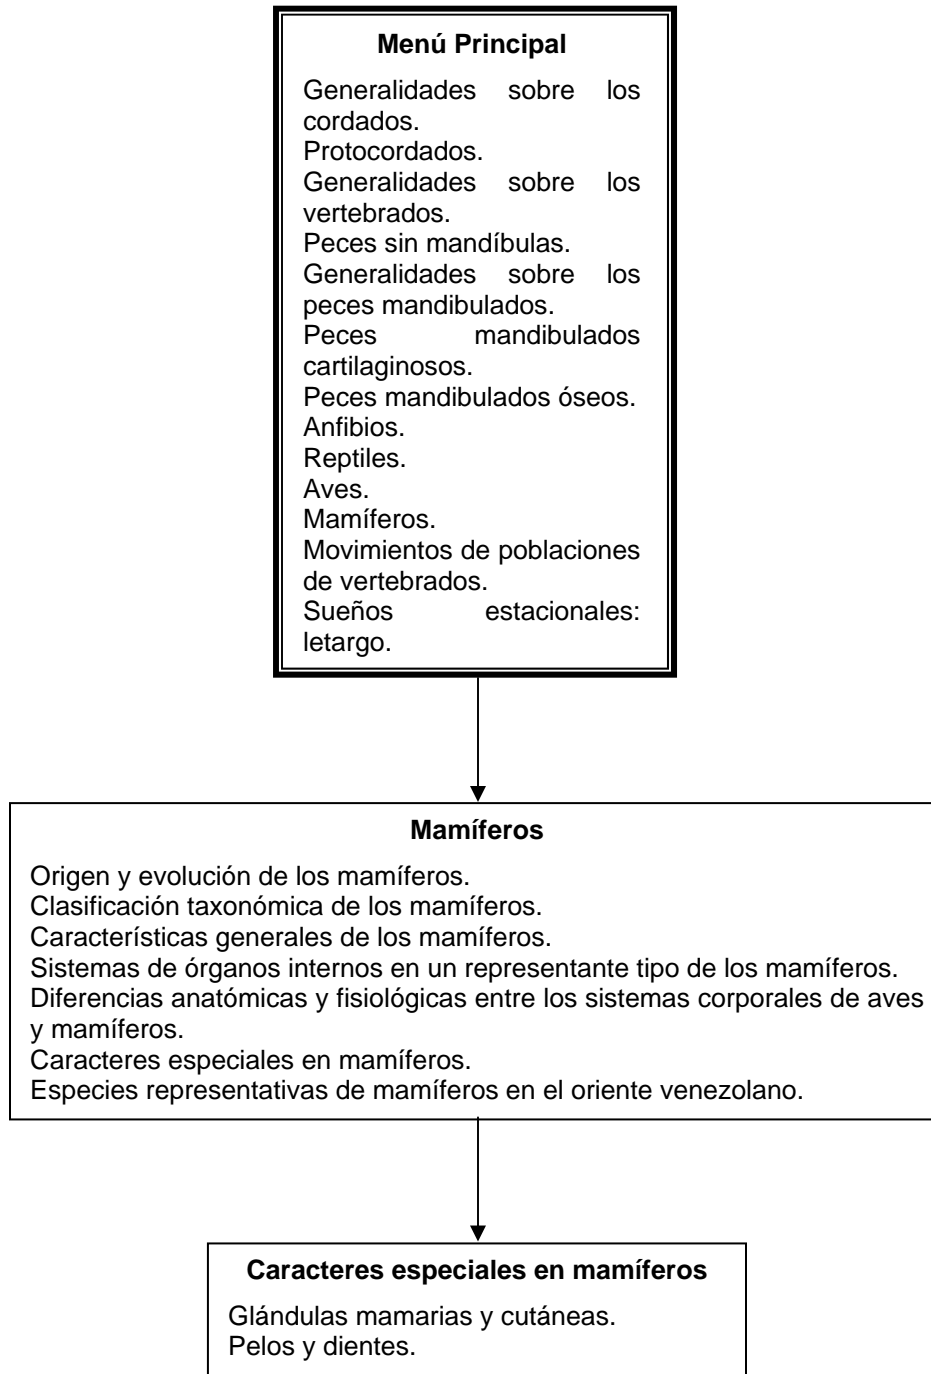 Menú Principal
Generalidades sobre los
cordados.
Protocordados.
Generalidades sobre los
vertebrados.
Peces sin mandíbulas.
Generalidades sobre los
peces mandibulados.
Peces mandibulados
cartilaginosos.
Peces mandibulados óseos.
Anfibios.
Reptiles.
Aves.
Mamíferos.
Movimientos de poblaciones
de vertebrados.
Sueños estacionales:
letargo.
Mamíferos
Origen y evolución de los mamíferos.
Clasificación taxonómica de los mamíferos.
Características generales de los mamíferos.
Sistemas de órganos internos en un representante tipo de los mamíferos.
Diferencias anatómicas y fisiológicas entre los sistemas corporales de aves
y mamíferos.
Caracteres especiales en mamíferos.
Especies representativas de mamíferos en el oriente venezolano.
Caracteres especiales en mamíferos
Glándulas mamarias y cutáneas.
Pelos y dientes.